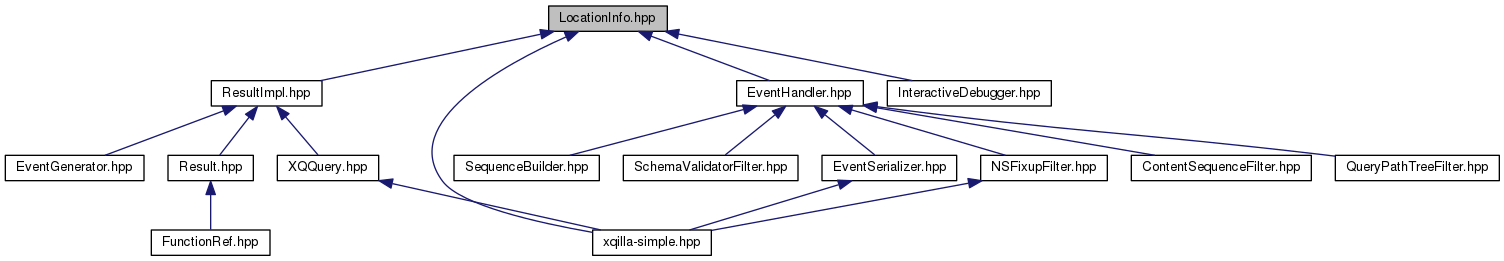 LocationInfo.hpp
ResultImpl.hpp
EventHandler.hpp
InteractiveDebugger.hpp
EventGenerator.hpp
Result.hpp
XQQuery.hpp
SequenceBuilder.hpp
SchemaValidatorFilter.hpp
EventSerializer.hpp
NSFixupFilter.hpp
ContentSequenceFilter.hpp
QueryPathTreeFilter.hpp
FunctionRef.hpp
xqilla-simple.hpp